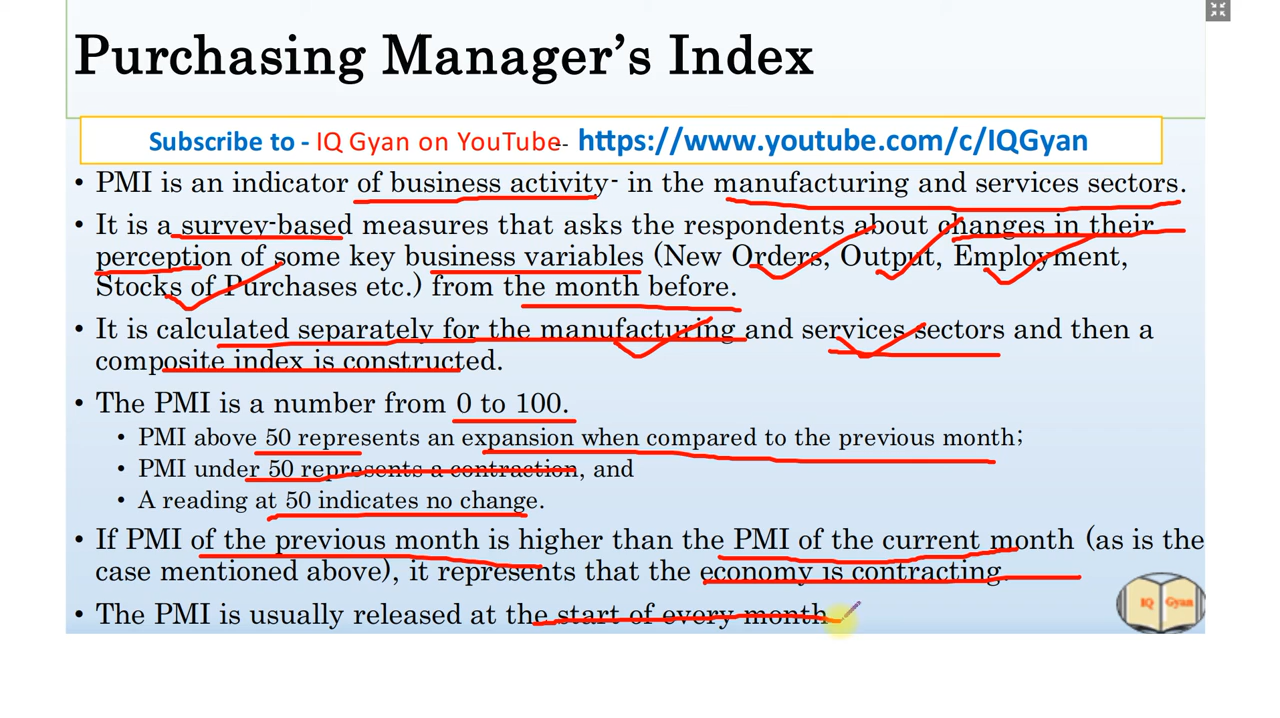 Purchasing Manager's Index
Subscribe to - IQ Gyan on YouTube-- https://www.youtube.com/c/IQGyan
• PMI is an indicator of business activity- in the manufacturing and services sectors.
• It is a survey-based measures that asks the respondents about changes in their
perception of some key business variables (New Orders, Output, Employment,
Stocks of Purchases etc.) from the month before.
• It is calculated separately for the manufacturing and services sectors and then a
composite index is constructed.
• The PMI is a number from 0 to 100.
• PMI above 50 represents an expansion when compared to the previous month;
• PMI under 50 represents a contraction, and
• A reading at 50 indicates no change.
• If PMI of the previous month is higher than the PMI of the current month (as is the
case mentioned above), it represents that the economy is contracting.
• The PMI is usually released at the start of every month
IQ Gyan